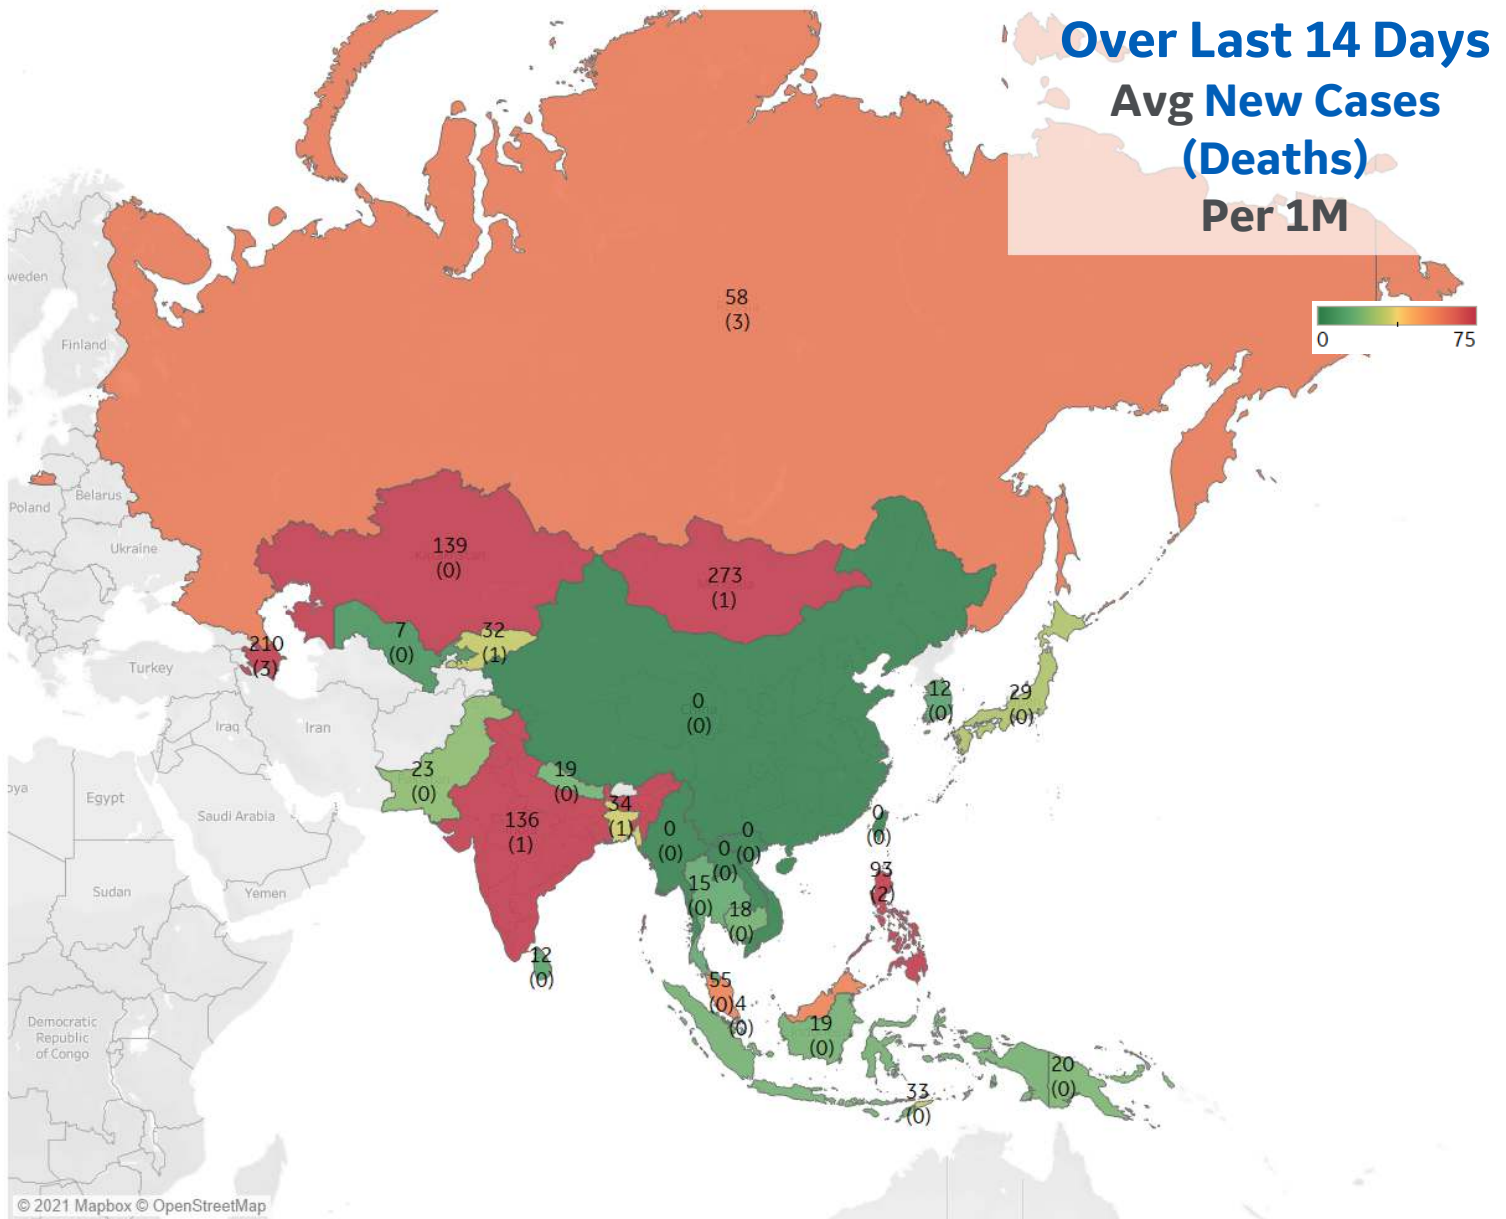 Over Last 14 Days
Avg New Cases
(Deaths)
Per 1M
0 75
58
(3)
weden
Finland
Poland
Belarus
Ukraine
139
(0)
273
(1)
210
(3)
7
(0)
32
(1)
Turkey
Iraq
Iran
0
(0)
12
(0)
29
(0)
23
(0)
19
(0)
34
(1)
136
(1)
0
(0)
0
(0)
0
(0)
0
(0)
93
(2)
15
(0)
18
(0)
12
(0)
55
(0)
4
(0)
19
(0)
20
(0)
33
(0)
oya
Egypt
Saudi Arabia
Sudan
Yemen
Democratic
Republic
of Congo
© 2021 Mapbox © OpenStreetMap